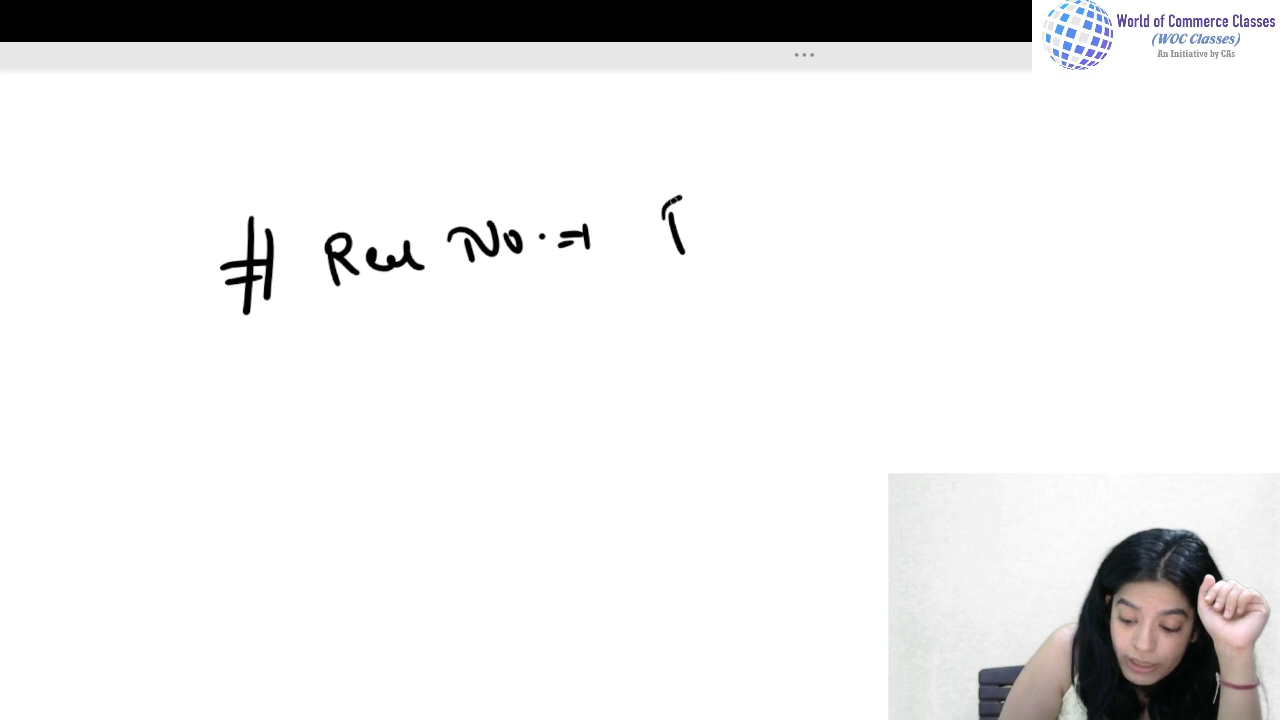 World of Commerce Classes
(WOC Classes)
An Initiative by CAs
# Real No. ⇒